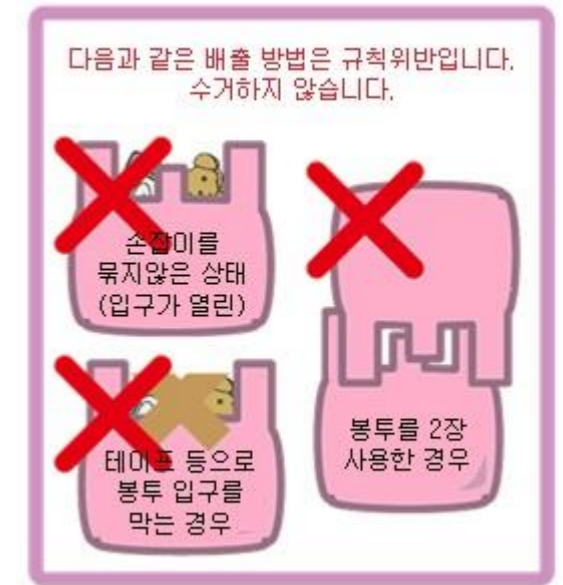 다음과 같은 배출 방법은 규칙위반입니다.
수거하지 않습니다.
손잡이를
묶지않은 상태
(입구가 열린)
테이프 등으로
봉투 입구를
막는 경우
봉투를 2장
사용한 경우